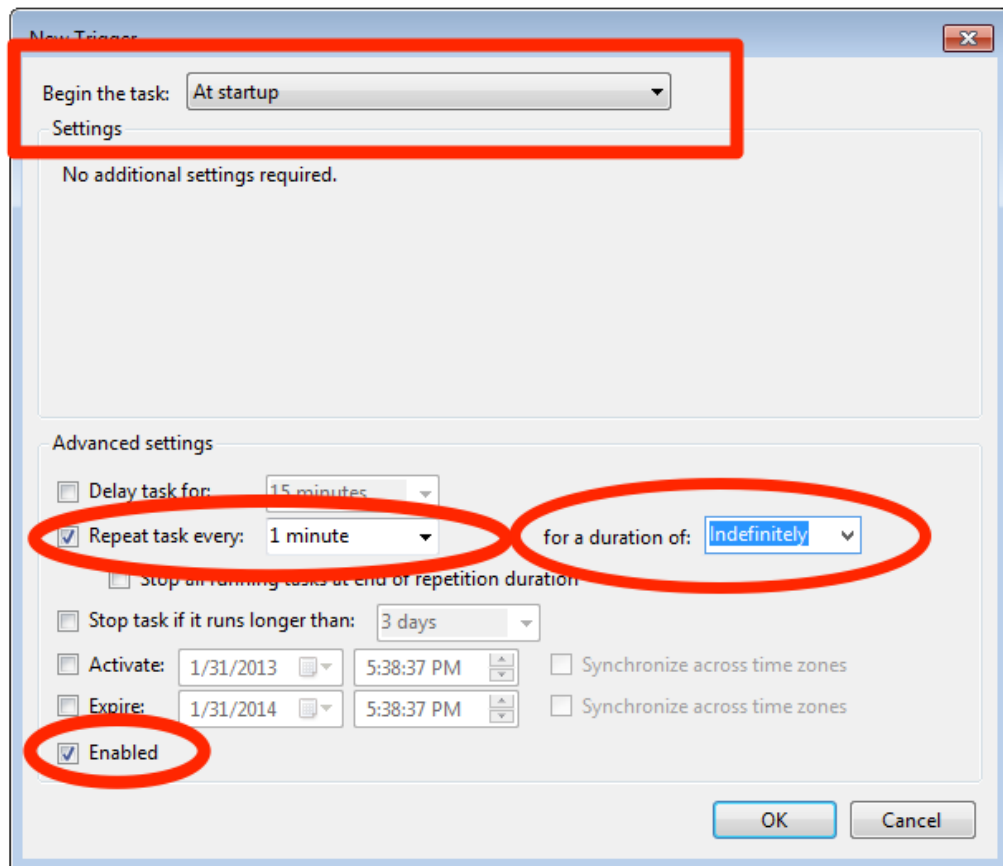 New Trigger
Begin the task: At startup
Settings
No additional settings required.
Advanced settings
Delay task for: 15 minutes
Repeat task every: 1 minute for a duration of: Indefinitely
Stop all running tasks at end of repetition duration
Stop task if it runs longer than: 3 days
Activate: 1/31/2013 5:38:37 PM Synchronize across time zones
Expire: 1/31/2014 5:38:37 PM Synchronize across time zones
Enabled
OK Cancel